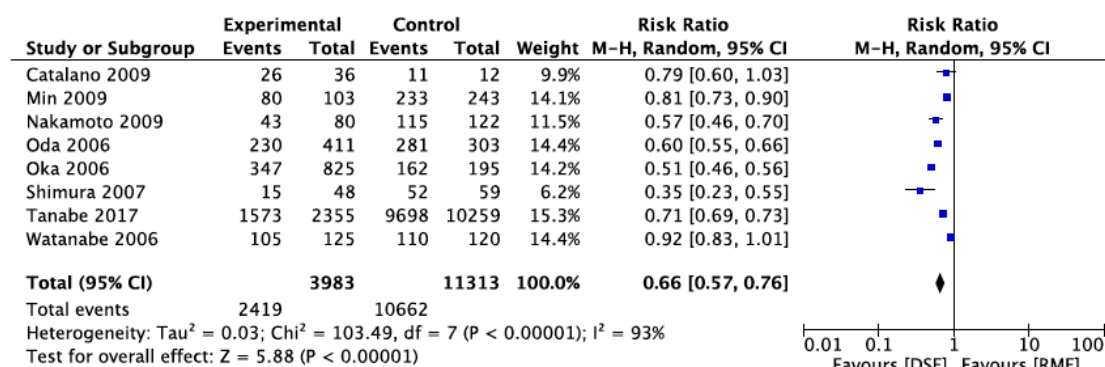 Experimental Control Risk Ratio Risk Ratio
Study or Subgroup Events Total Events Total Weight M-H, Random, 95% CI M-H, Random, 95% CI
Catalano 2009 26 36 11 12 9.9% 0.79 [0.60, 1.03]
Min 2009 80 103 233 243 14.1% 0.81 [0.73, 0.90]
Nakamoto 2009 43 80 115 122 11.5% 0.57 [0.46, 0.70]
Oda 2006 230 411 281 303 14.4% 0.60 [0.55, 0.66]
Oka 2006 347 825 162 195 14.2% 0.51 [0.46, 0.56]
Shimura 2007 15 48 52 59 6.2% 0.35 [0.23, 0.55]
Tanabe 2017 1573 2355 9698 10259 15.3% 0.71 [0.69, 0.73]
Watanabe 2006 105 125 110 120 14.4% 0.92 [0.83, 1.01]
Total (95% CI) 3983 11313 100.0% 0.66 [0.57, 0.76]
Total events 2419 10662
Heterogeneity: Tau² = 0.03; Chi² = 103.49, df = 7 (P < 0.00001); I² = 93%
Test for overall effect: Z = 5.88 (P < 0.00001)
0.01 0.1 1 10 100
Favours [DSF] Favours [RME]